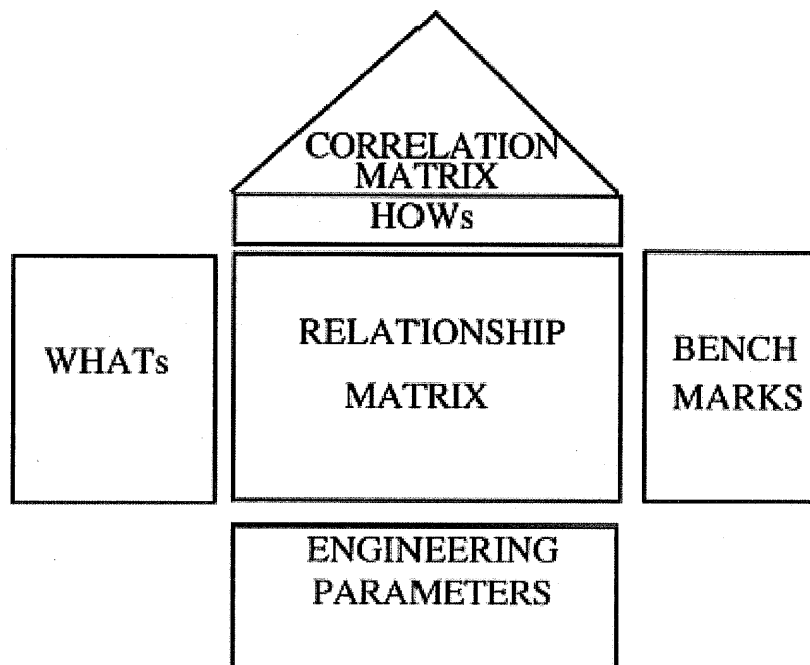 CORRELATION
MATRIX
HOWs
WHATs
RELATIONSHIP
MATRIX
BENCH
MARKS
ENGINEERING
PARAMETERS